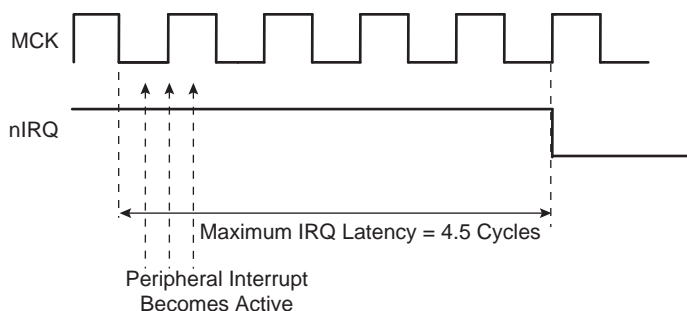 MCK
nIRQ
Maximum IRQ Latency = 4.5 Cycles
Peripheral Interrupt
Becomes Active